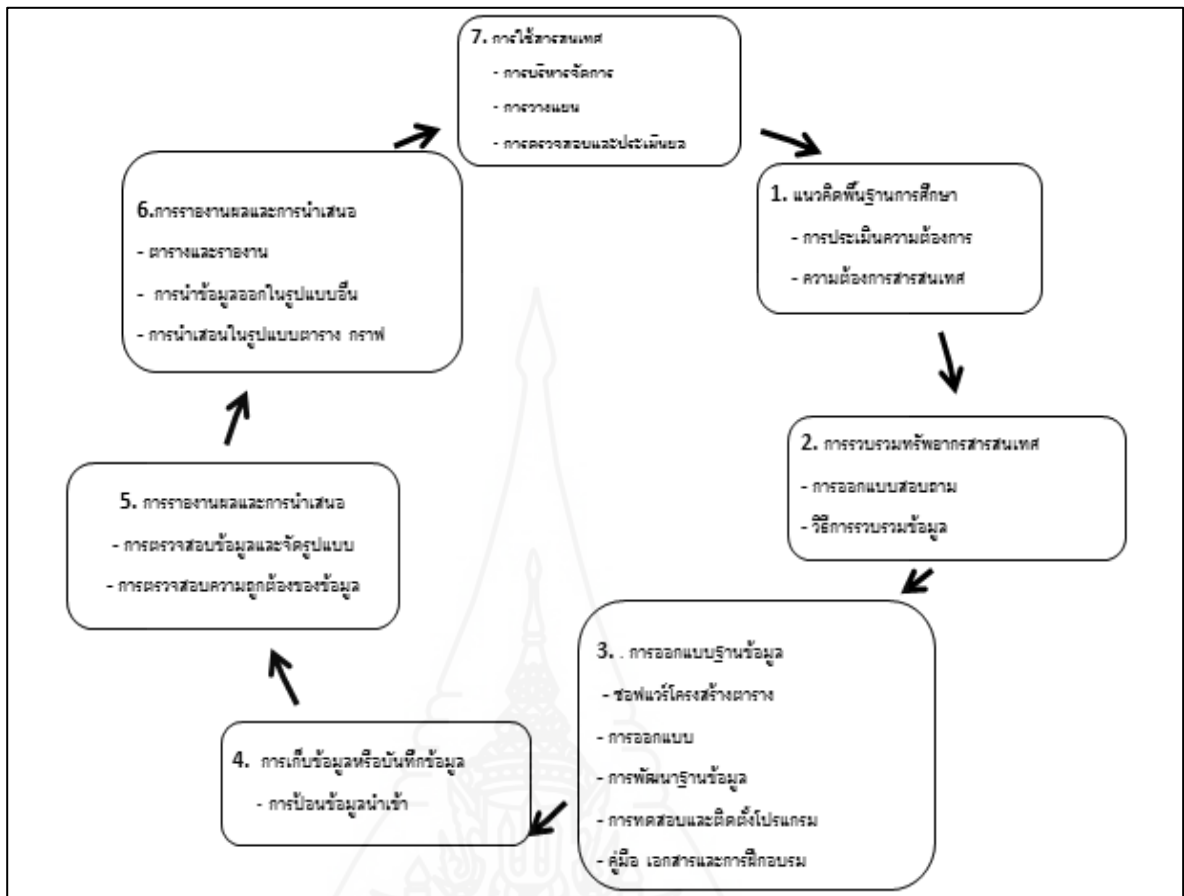 7. การใช้สารสนเทศ
- การบริหารจัดการ
- การวางแผน
- การตรวจสอบและประเมินผล
1. แนวคิดพื้นฐานการศึกษา
- การประเมินความต้องการ
- ความต้องการสารสนเทศ
2. การรวบรวมทรัพยากรสารสนเทศ
- การออกแบบสอบถาม
- วิธีการรวบรวมข้อมูล
3. . การออกแบบฐานข้อมูล
- ซอฟแวร์โครงสร้างตาราง
- การออกแบบ
- การพัฒนาฐานข้อมูล
- การทดสอบและติดตั้งโปรแกรม
- คู่มือ เอกสารและการฝึกอบรม
4. การเก็บข้อมูลหรือบันทึกข้อมูล
- การป้อนข้อมูลนำเข้า
5. การรายงานผลและการนำเสนอ
- การตรวจสอบข้อมูลและจัดรูปแบบ
- การตรวจสอบความถูกต้องของข้อมูล
6.การรายงานผลและการนำเสนอ
- ตารางและรายงาน
- การนำข้อมูลออกในรูปแบบอื่น
- การนำเสอนในรูปแบบตาราง กราฟ